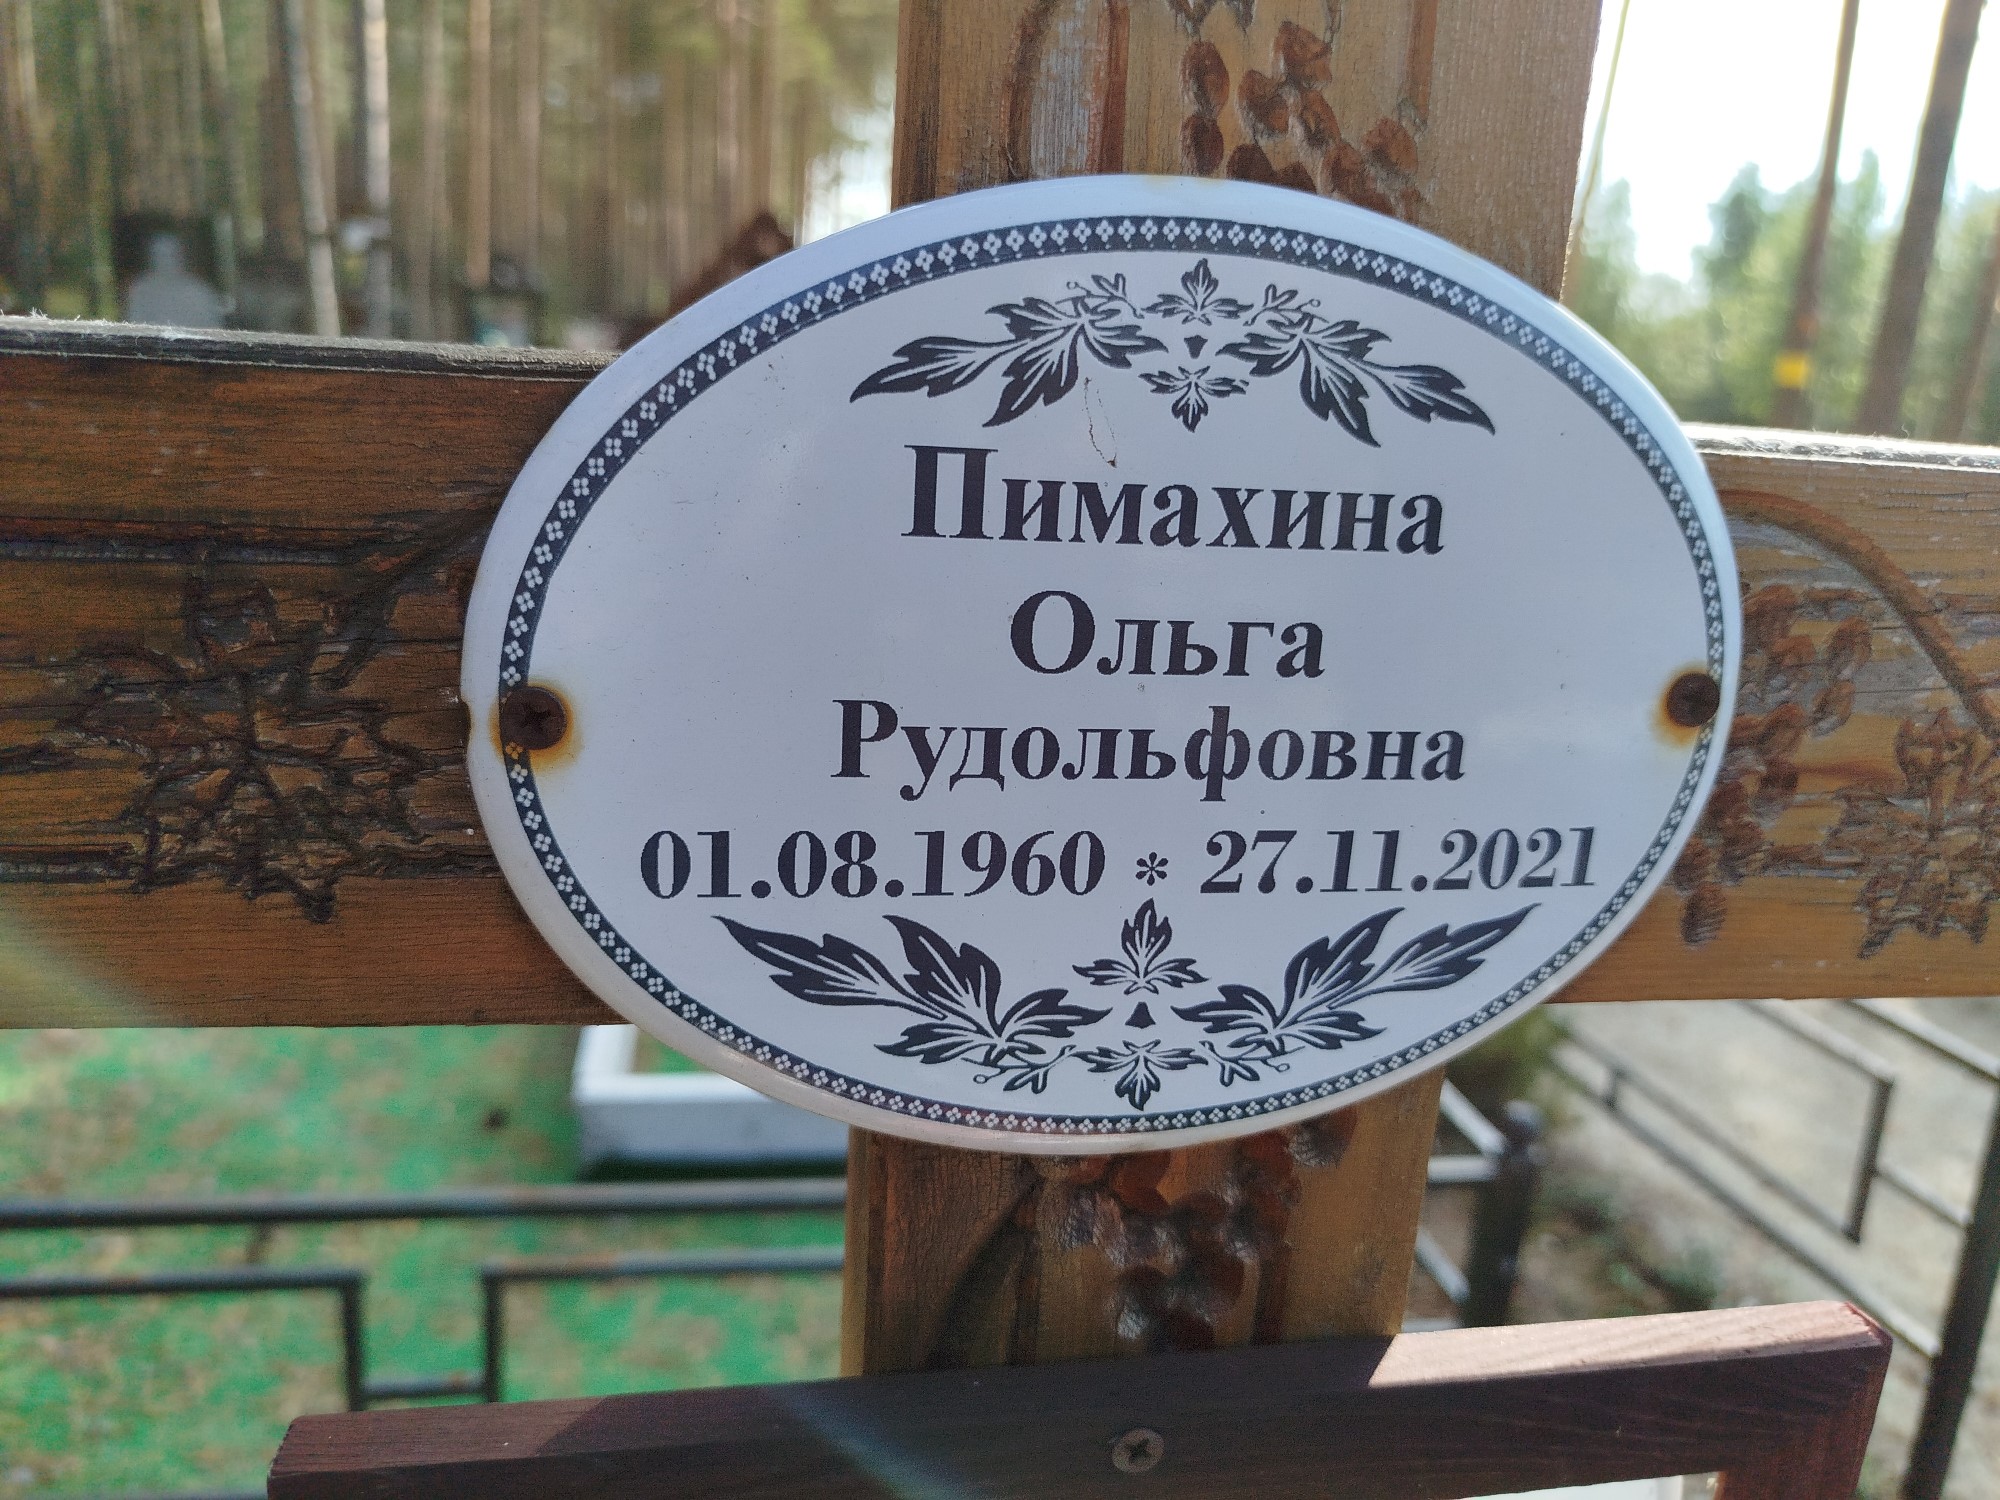 Пимахина
Ольга
Рудольфовна
01.08.1960 * 27.11.2021